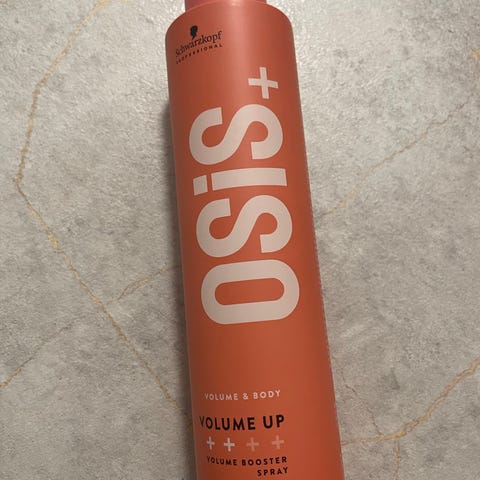 Schwarzkopf
PROFESSIONAL
OSiS+
VOLUME & BODY
VOLUME UP
++++
VOLUME BOOSTER
SPRAY